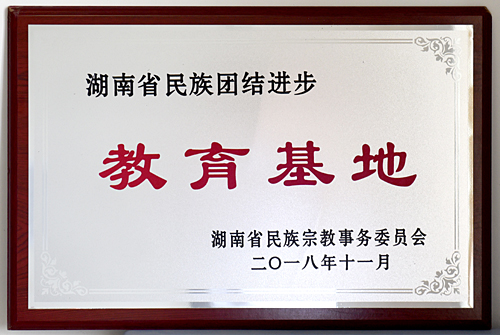 湖南省民族团结进步
教育基地
湖南省民族宗教事务委员会
二〇一八年十一月